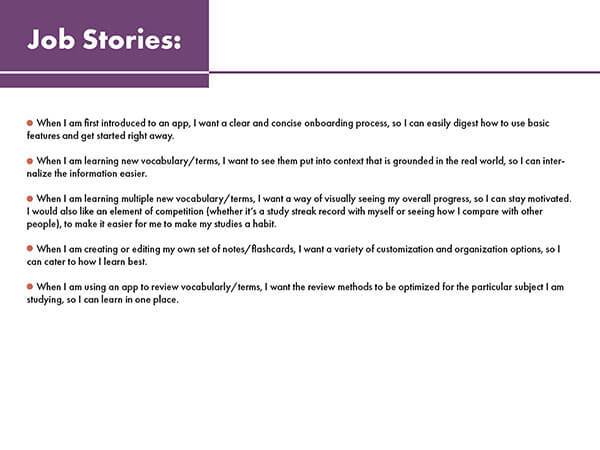 Job Stories:
When I am first introduced to an app, I want a clear and concise onboarding process, so I can easily digest how to use basic
features and get started right away.
When I am learning new vocabulary/terms, I want to see them put into context that is grounded in the real world, so I can inter-
nalize the information easier.
When I am learning multiple new vocabulary/terms, I want a way of visually seeing my overall progress, so I can stay motivated.
I would also like an element of competition (whether it's a study streak record with myself or seeing how I compare with other
people), to make it easier for me to make my studies a habit.
When I am creating or editing my own set of notes/flashcards, I want a variety of customization and organization options, so I
can cater to how I learn best.
When I am using an app to review vocabularly/terms, I want the review methods to be optimized for the particular subject I am
studying, so I can learn in one place.